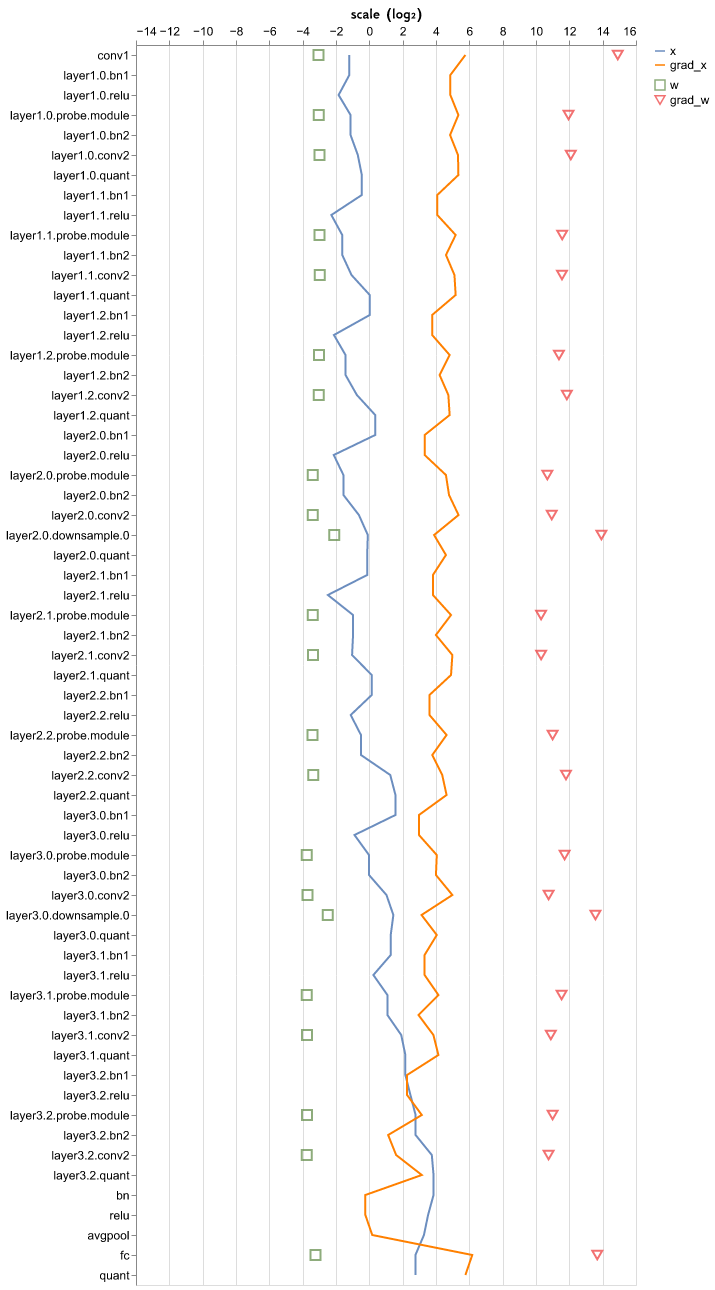 scale (log₂)
−14 −12 −10 −8 −6 −4 −2 0 2 4 6 8 10 12 14 16
x
grad_x
w
grad_w
conv1
layer1.0.bn1
layer1.0.relu
layer1.0.probe.module
layer1.0.bn2
layer1.0.conv2
layer1.0.quant
layer1.1.bn1
layer1.1.relu
layer1.1.probe.module
layer1.1.bn2
layer1.1.conv2
layer1.1.quant
layer1.2.bn1
layer1.2.relu
layer1.2.probe.module
layer1.2.bn2
layer1.2.conv2
layer1.2.quant
layer2.0.bn1
layer2.0.relu
layer2.0.probe.module
layer2.0.bn2
layer2.0.conv2
layer2.0.downsample.0
layer2.0.quant
layer2.1.bn1
layer2.1.relu
layer2.1.probe.module
layer2.1.bn2
layer2.1.conv2
layer2.1.quant
layer2.2.bn1
layer2.2.relu
layer2.2.probe.module
layer2.2.bn2
layer2.2.conv2
layer2.2.quant
layer3.0.bn1
layer3.0.relu
layer3.0.probe.module
layer3.0.bn2
layer3.0.conv2
layer3.0.downsample.0
layer3.0.quant
layer3.1.bn1
layer3.1.relu
layer3.1.probe.module
layer3.1.bn2
layer3.1.conv2
layer3.1.quant
layer3.2.bn1
layer3.2.relu
layer3.2.probe.module
layer3.2.bn2
layer3.2.conv2
layer3.2.quant
bn
relu
avgpool
fc
quant